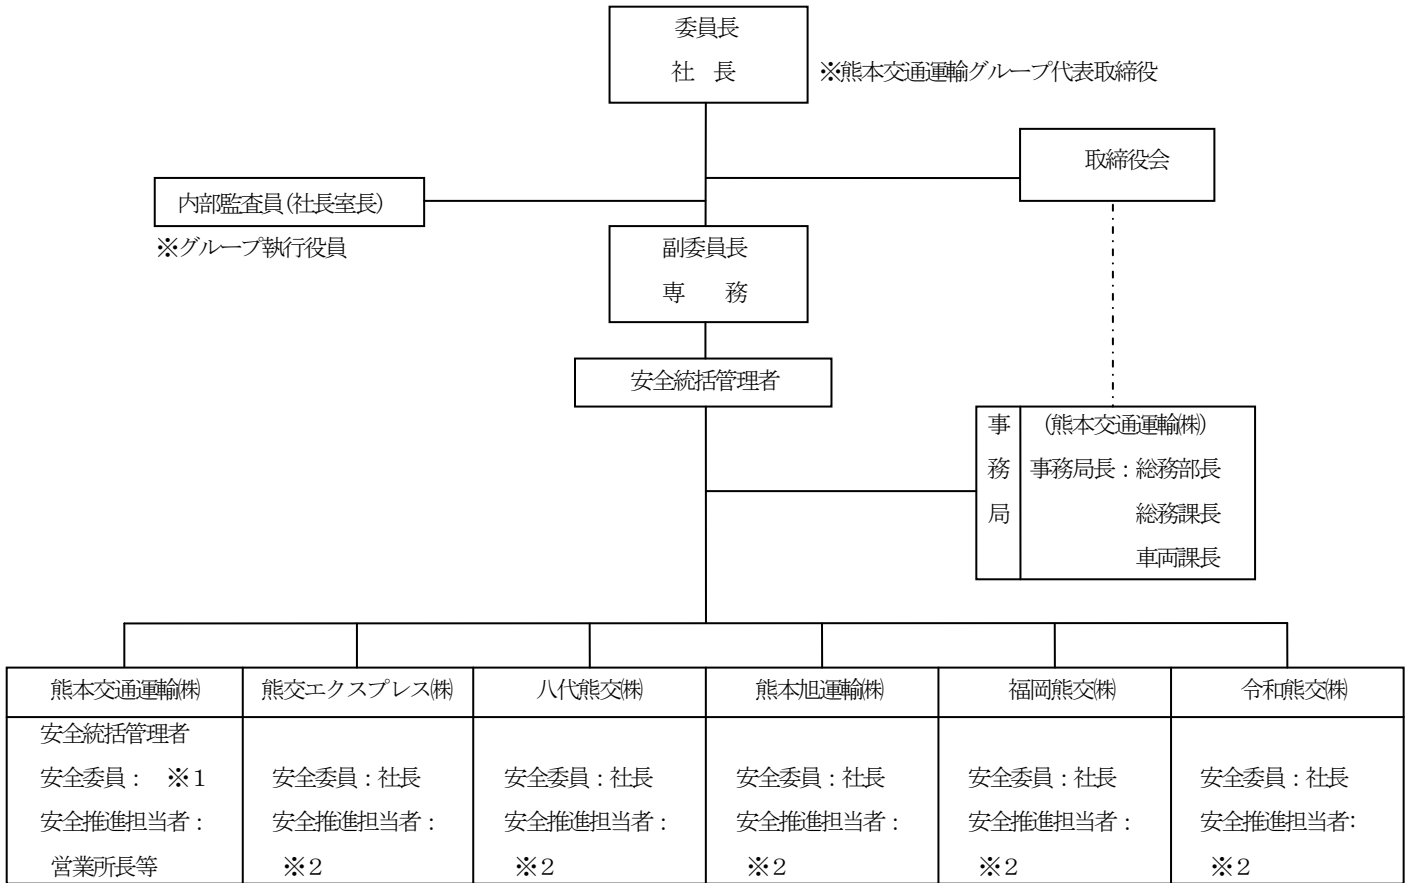 委員長
社　長
※熊本交通運輸グループ代表取締役
取締役会
内部監査員(社長室長)
※グループ執行役員
副委員長
専　　務
安全統括管理者
事務局
(熊本交通運輸㈱)
事務局長：総務部長
総務課長
車両課長
熊本交通運輸㈱
安全統括管理者
安全委員：　※１
安全推進担当者：
営業所長等
熊交エクスプレス㈱
安全委員：社長
安全推進担当者：
※２
八代熊交㈱
安全委員：社長
安全推進担当者：
※２
熊本旭運輸㈱
安全委員：社長
安全推進担当者：
※２
福岡熊交㈱
安全委員：社長
安全推進担当者：
※２
令和熊交㈱
安全委員：社長
安全推進担当者:
※２